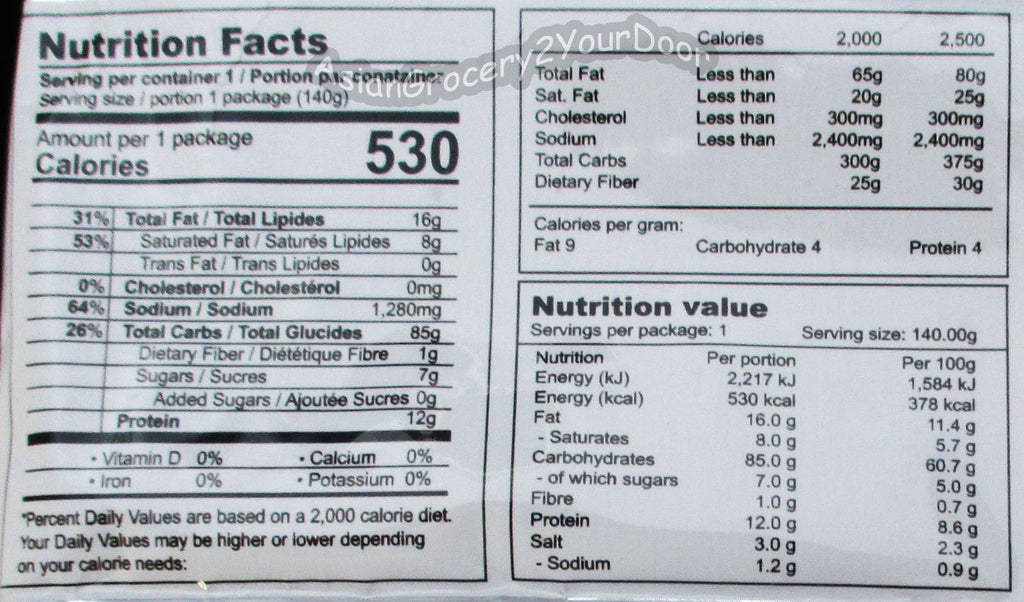 Nutrition Facts
Serving per container 1 / Portion
Serving size / portion 1 package (140g)
Amount per 1 package
Calories 530
31% Total Fat / Total Lipides 16g
53% Saturated Fat / Saturés Lipides 8g
Trans Fat / Trans Lipides 0g
0% Cholesterol / Cholestérol 0mg
64% Sodium / Sodium 1,280mg
26% Total Carbs / Total Glucides 85g
Dietary Fiber / Diététique Fibre 1g
Sugars / Sucres 7g
Added Sugars / Ajoutée Sucres 0g
Protein 12g
• Vitamin D 0% • Calcium 0%
• Iron 0% • Potassium 0%
*Percent Daily Values are based on a 2,000 calorie diet.
Your Daily Values may be higher or lower depending
on your calorie needs:
AsianGrocery2YourDoor
Calories 2,000 2,500
Total Fat Less than 65g 80g
Sat. Fat Less than 20g 25g
Cholesterol Less than 300mg 300mg
Sodium Less than 2,400mg 2,400mg
Total Carbs 300g 375g
Dietary Fiber 25g 30g
Calories per gram:
Fat 9 Carbohydrate 4 Protein 4
Nutrition value
Servings per package: 1 Serving size: 140.00g
Nutrition Per portion Per 100g
Energy (kJ) 2,217 kJ 1,584 kJ
Energy (kcal) 530 kcal 378 kcal
Fat 16.0 g 11.4 g
- Saturates 8.0 g 5.7 g
Carbohydrates 85.0 g 60.7 g
- of which sugars 7.0 g 5.0 g
Fibre 1.0 g 0.7 g
Protein 12.0 g 8.6 g
Salt 3.0 g 2.3 g
- Sodium 1.2 g 0.9 g